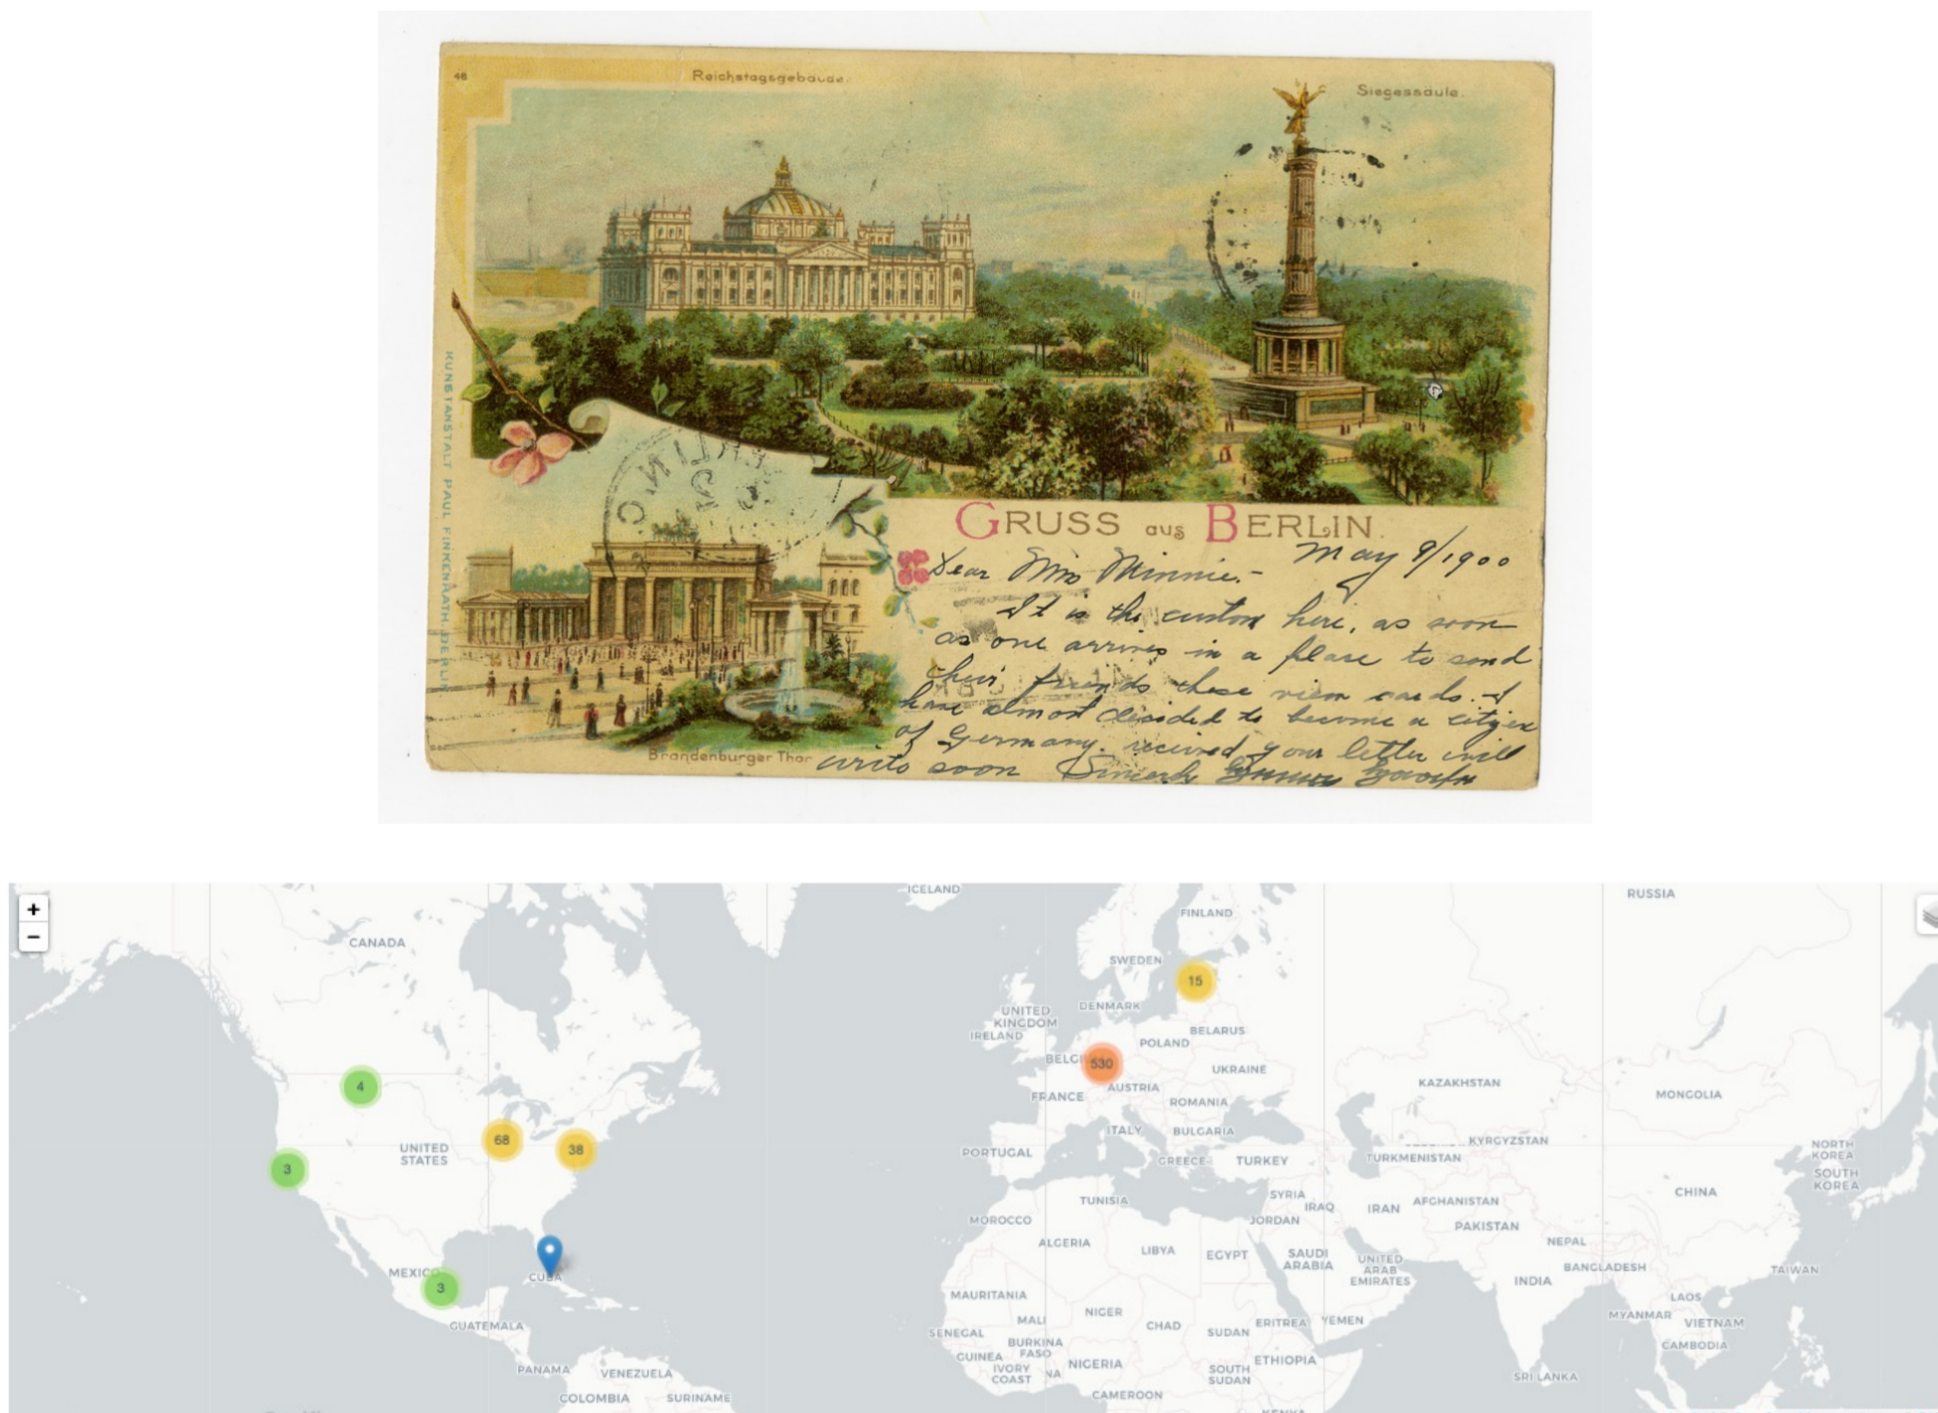 46
Reichstagsgebäude.
Siegessäule.
KUNSTANSTALT PAUL FINKENRATH, BERLIN
GRUSS aus BERLIN.
May 9/1900
Dear Miss Minnie.-
It is the custom here, as soon
as one arrives in a place to send
their friends these view cards. I
have almost decided to become a citizen
of Germany. received your letter will
write soon Sincerely
Brandenburger Thor
+
−
ICELAND
RUSSIA
FINLAND
CANADA
SWEDEN
15
DENMARK
UNITED
KINGDOM
IRELAND
BELARUS
POLAND
BELGI
530
UKRAINE
4
AUSTRIA
KAZAKHSTAN
MONGOLIA
FRANCE
ROMANIA
68
38
ITALY
BULGARIA
KYRGYZSTAN
UNITED
STATES
PORTUGAL
GREECE
TURKEY
TURKMENISTAN
NORTH
KOREA
3
SOUTH
KOREA
TUNISIA
SYRIA
IRAQ
IRAN
AFGHANISTAN
CHINA
MOROCCO
JORDAN
PAKISTAN
ALGERIA
LIBYA
EGYPT
SAUDI
ARABIA
UNITED
ARAB
EMIRATES
NEPAL
BANGLADESH
TAIWAN
MEXICO
CUBA
INDIA
3
MAURITANIA
LAOS
MALI
NIGER
CHAD
ERITREA
YEMEN
MYANMAR
VIETNAM
GUATEMALA
SENEGAL
SUDAN
BURKINA
FASO
CAMBODIA
GUINEA
IVORY
COAST
NA
NIGERIA
SOUTH
SUDAN
ETHIOPIA
PANAMA
VENEZUELA
SRI LANKA
COLOMBIA
SURINAME
CAMEROON
KENYA